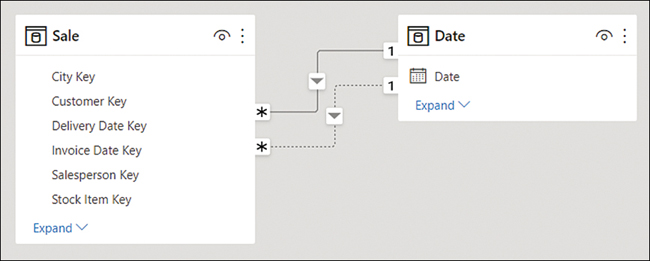 Sale
City Key
Customer Key
Delivery Date Key
Invoice Date Key
Salesperson Key
Stock Item Key
Expand
*
*
1
1
Date
Date
Expand